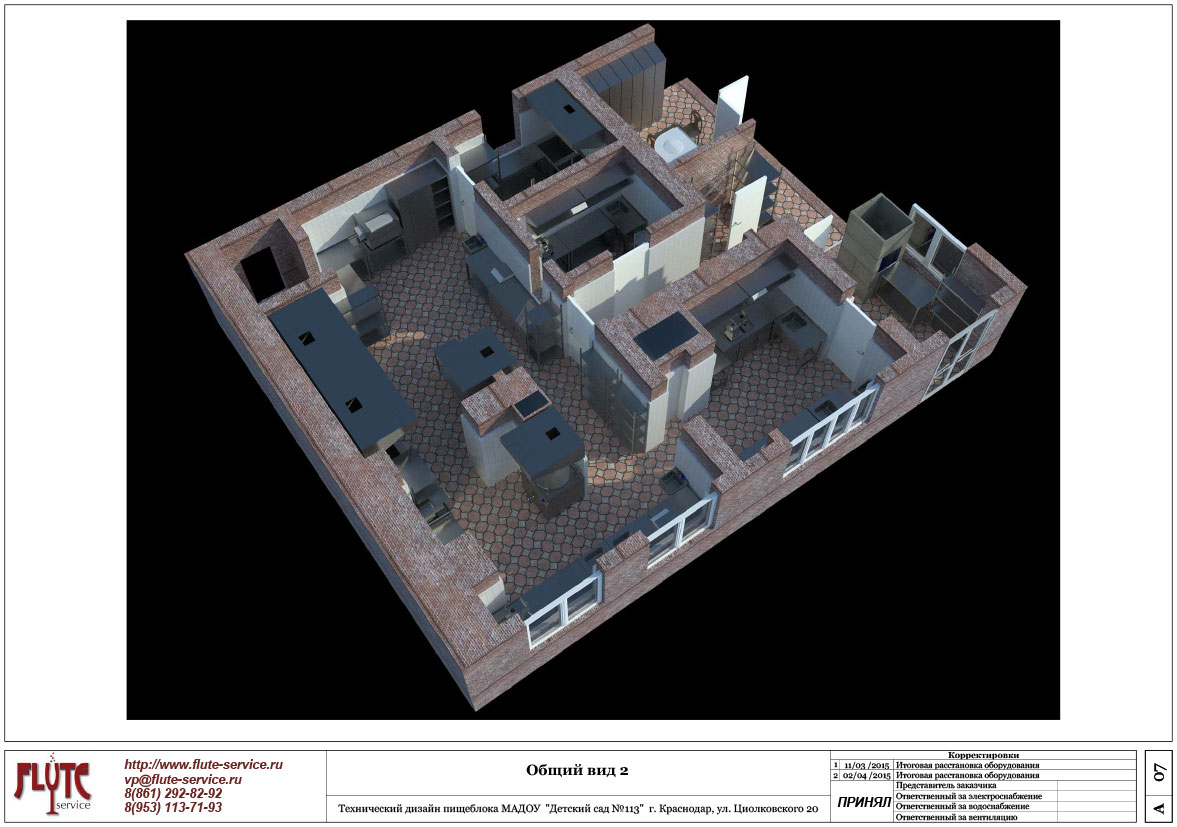 FLUTE
service
http://www.flute-service.ru
vp@flute-service.ru
8(861) 292-82-92
8(953) 113-71-93
Общий вид 2
Технический дизайн пищеблока МАДОУ "Детский сад №113" г. Краснодар, ул. Циолковского 20
Корректировки
1 11/03 /2015 Итоговая расстановка оборудования
2 02/04 /2015 Итоговая расстановка оборудования
ПРИНЯЛ
Представитель заказчика
Ответственный за электроснабжение
Ответственный за водоснабжение
Ответственный за вентиляцию
07
А